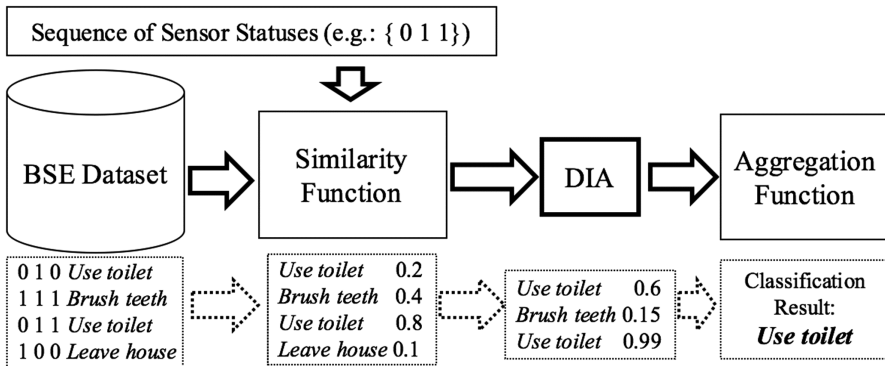 Sequence of Sensor Statuses (e.g.: { 0 1 1})
BSE Dataset
Similarity
Function
DIA
Aggregation
Function
0 1 0 Use toilet
1 1 1 Brush teeth
0 1 1 Use toilet
1 0 0 Leave house
Use toilet 0.2
Brush teeth 0.4
Use toilet 0.8
Leave house 0.1
Use toilet 0.6
Brush teeth 0.15
Use toilet 0.99
Classification
Result:
Use toilet